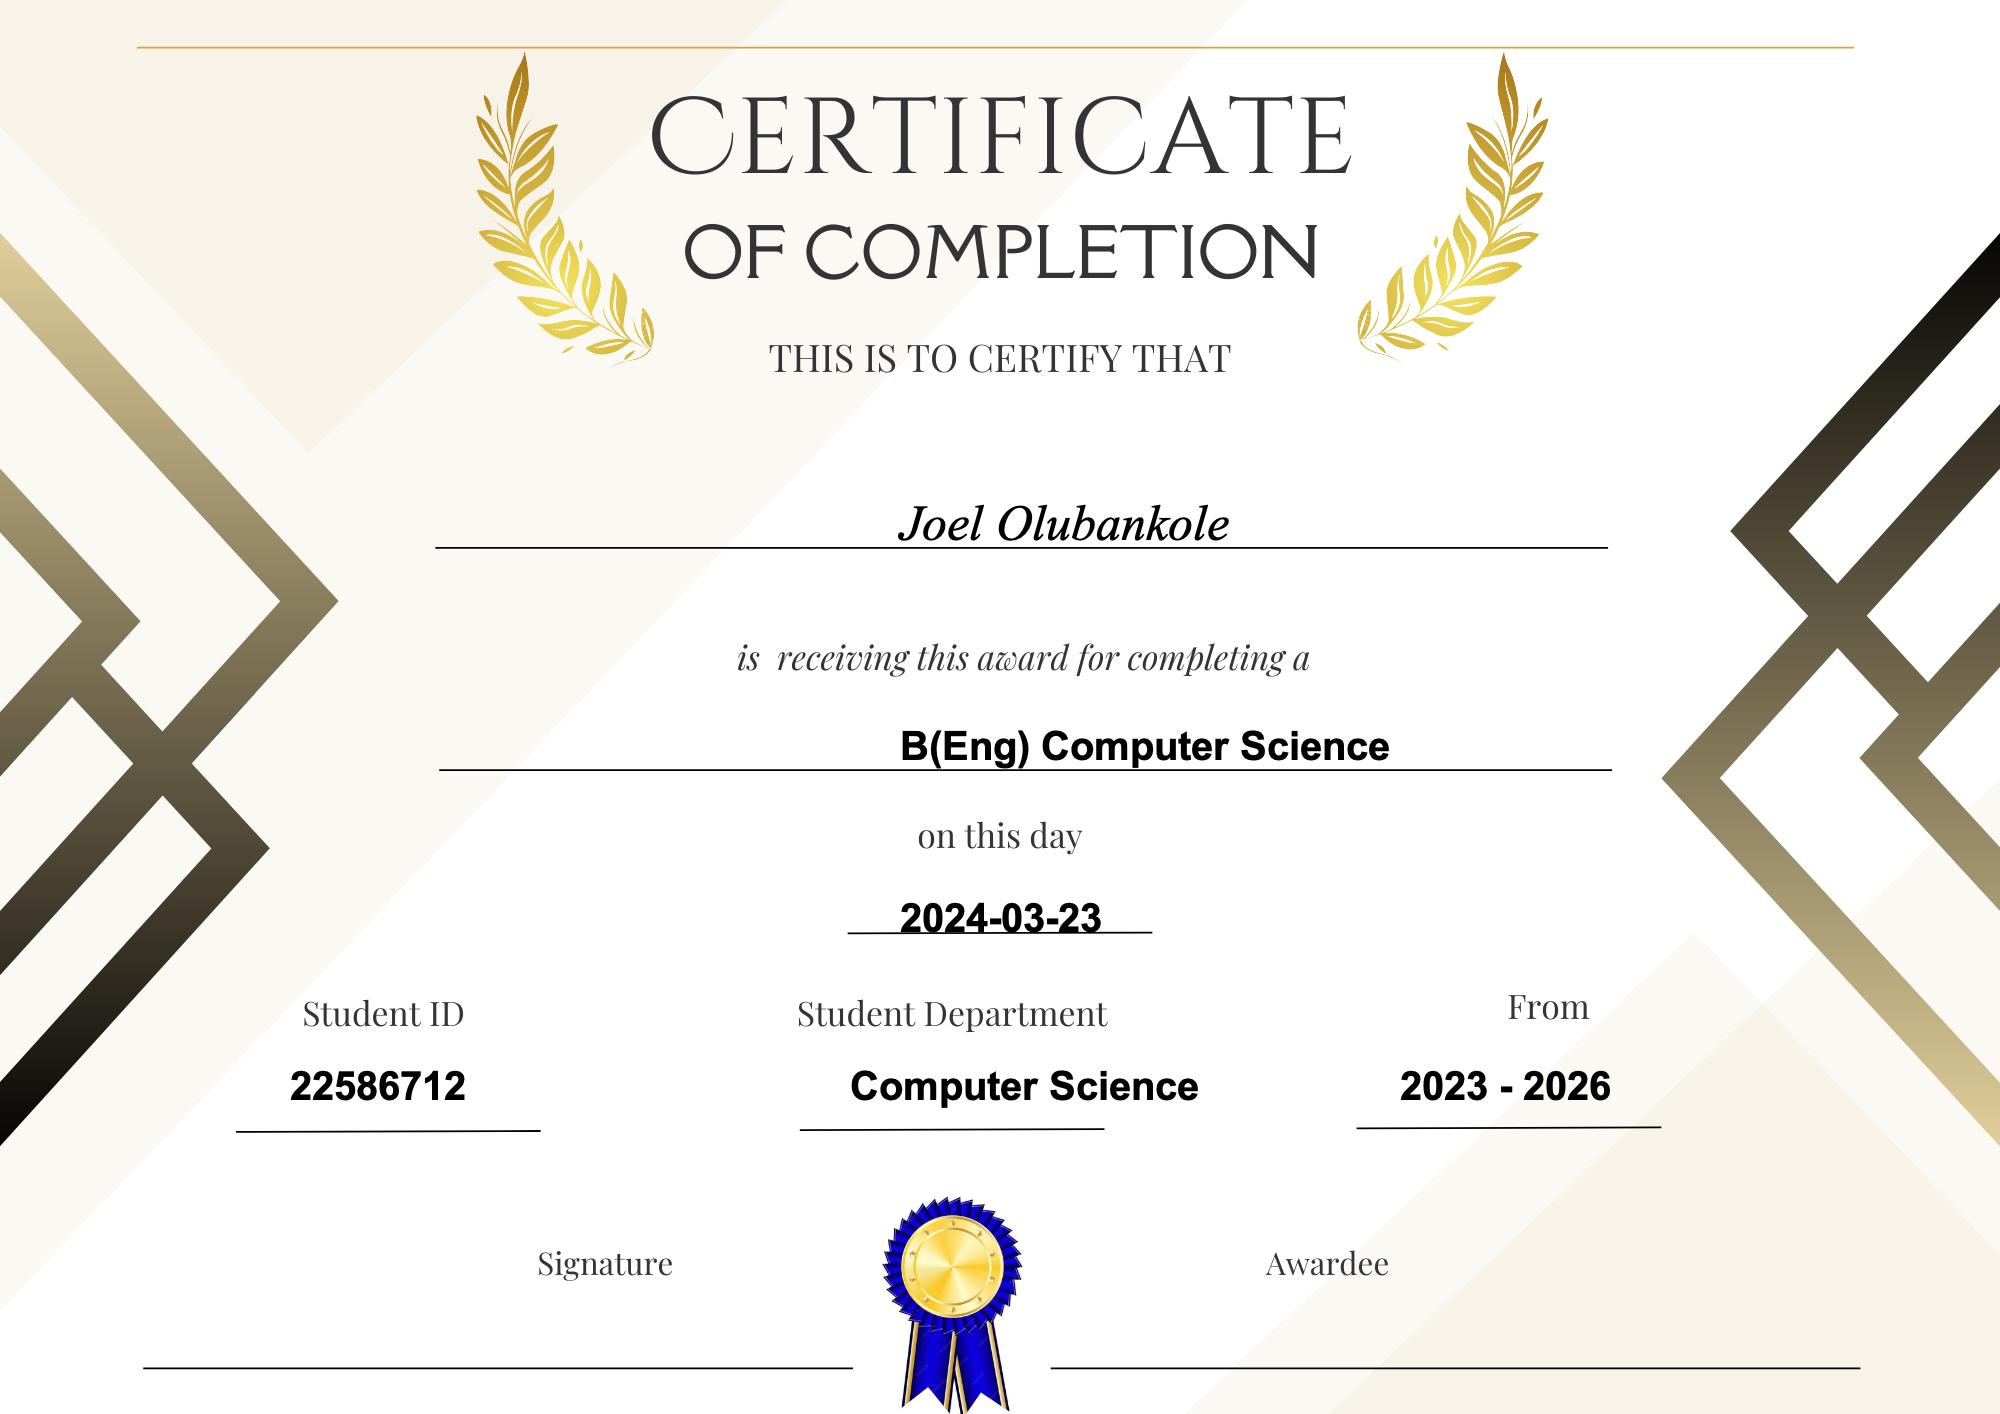 CERTIFICATE
OF COMPLETION
THIS IS TO CERTIFY THAT
Joel Olubankole
is receiving this award for completing a
B(Eng) Computer Science
on this day
2024-03-23
Student ID
Student Department
From
22586712
Computer Science
2023 - 2026
Signature
Awardee